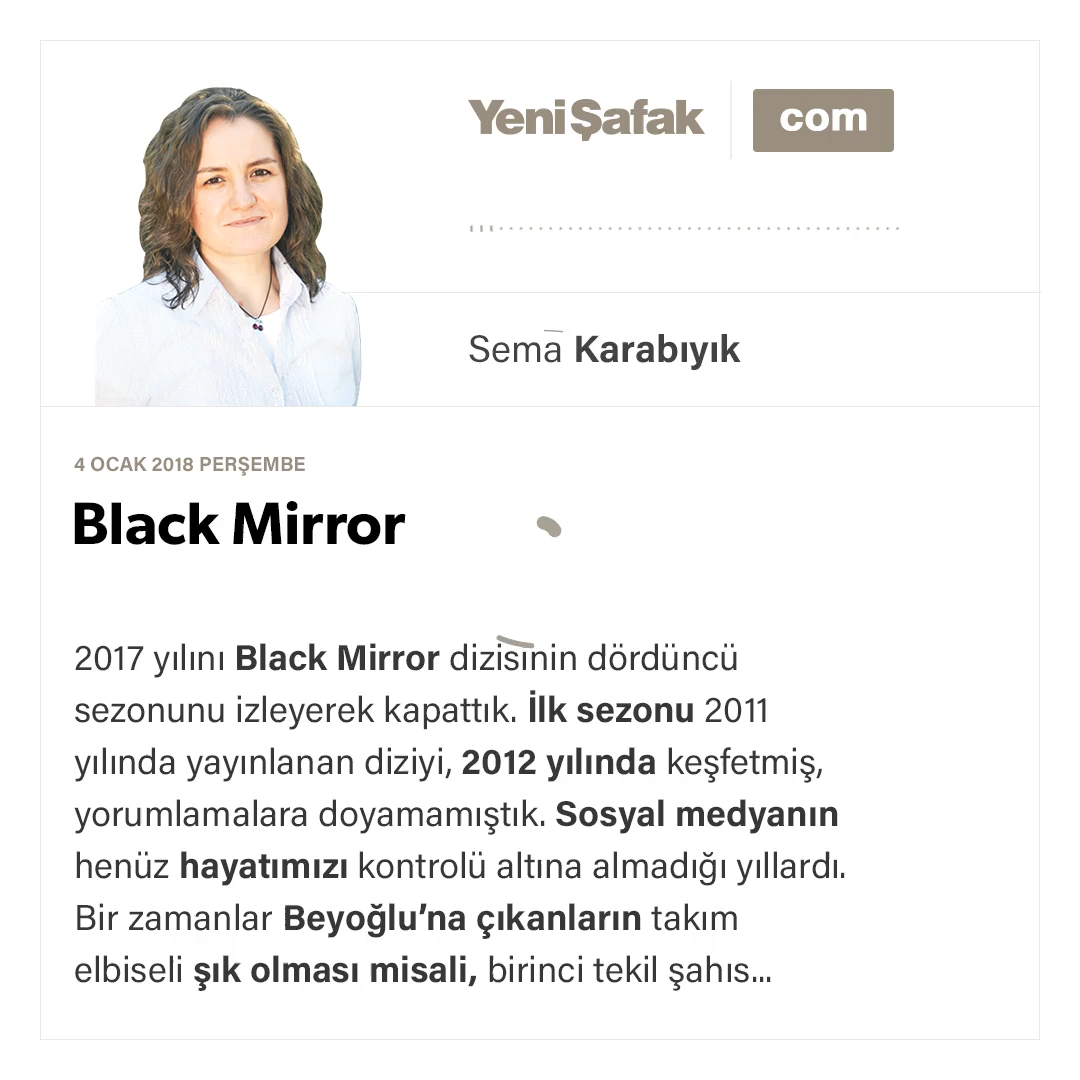 YeniŞafak com
Sema Karabıyık
4 OCAK 2018 PERŞEMBE
Black Mirror
2017 yılını Black Mirror dizisinin dördüncü
sezonunu izleyerek kapattık. İlk sezonu 2011
yılında yayınlanan diziyi, 2012 yılında keşfetmiş,
yorumlamalara doyamamıştık. Sosyal medyanın
henüz hayatımızı kontrolü altına almadığı yıllardı.
Bir zamanlar Beyoğlu’na çıkanların takım
elbiseli şık olması misali, birinci tekil şahıs...